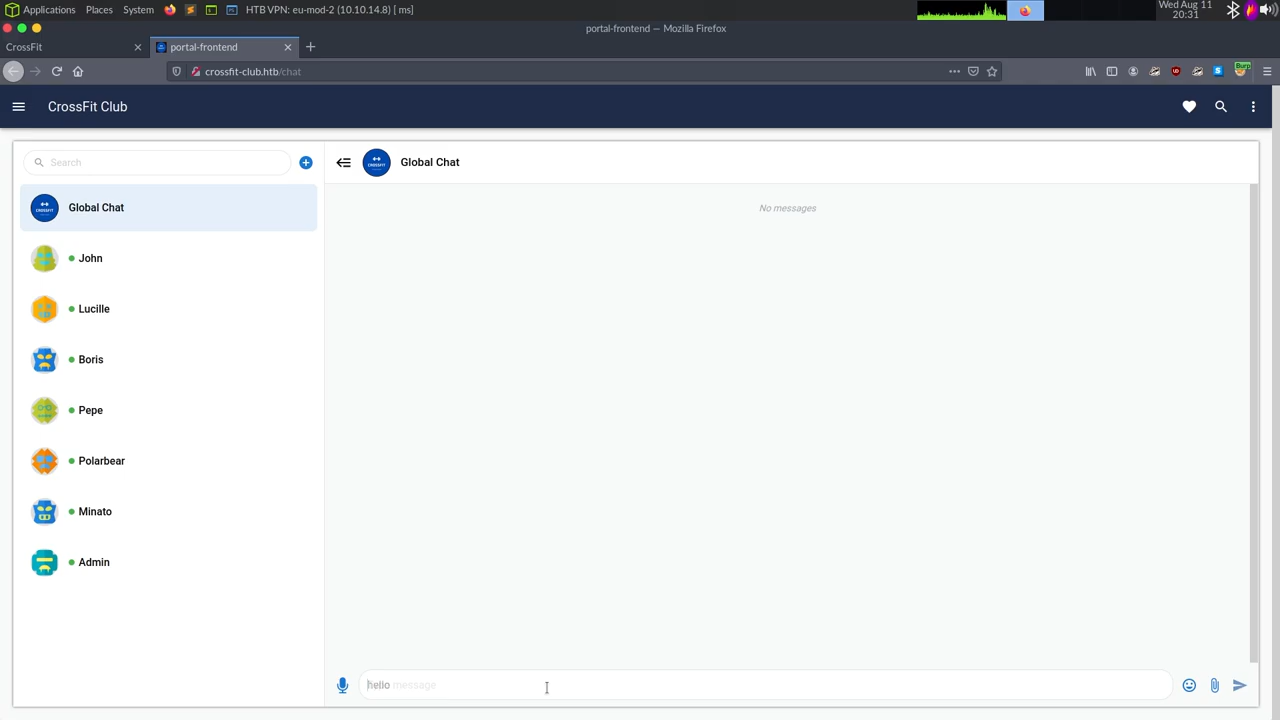 Applications Places System HTB VPN: eu-mod-2 (10.10.14.8) [ms] Wed Aug 11
20:31
portal-frontend — Mozilla Firefox
CrossFit portal-frontend
crossfit-club.htb/chat Burp
CrossFit Club
Search Global Chat
No messages
Global Chat
John
Lucille
Boris
Pepe
Polarbear
Minato
Admin
hello message